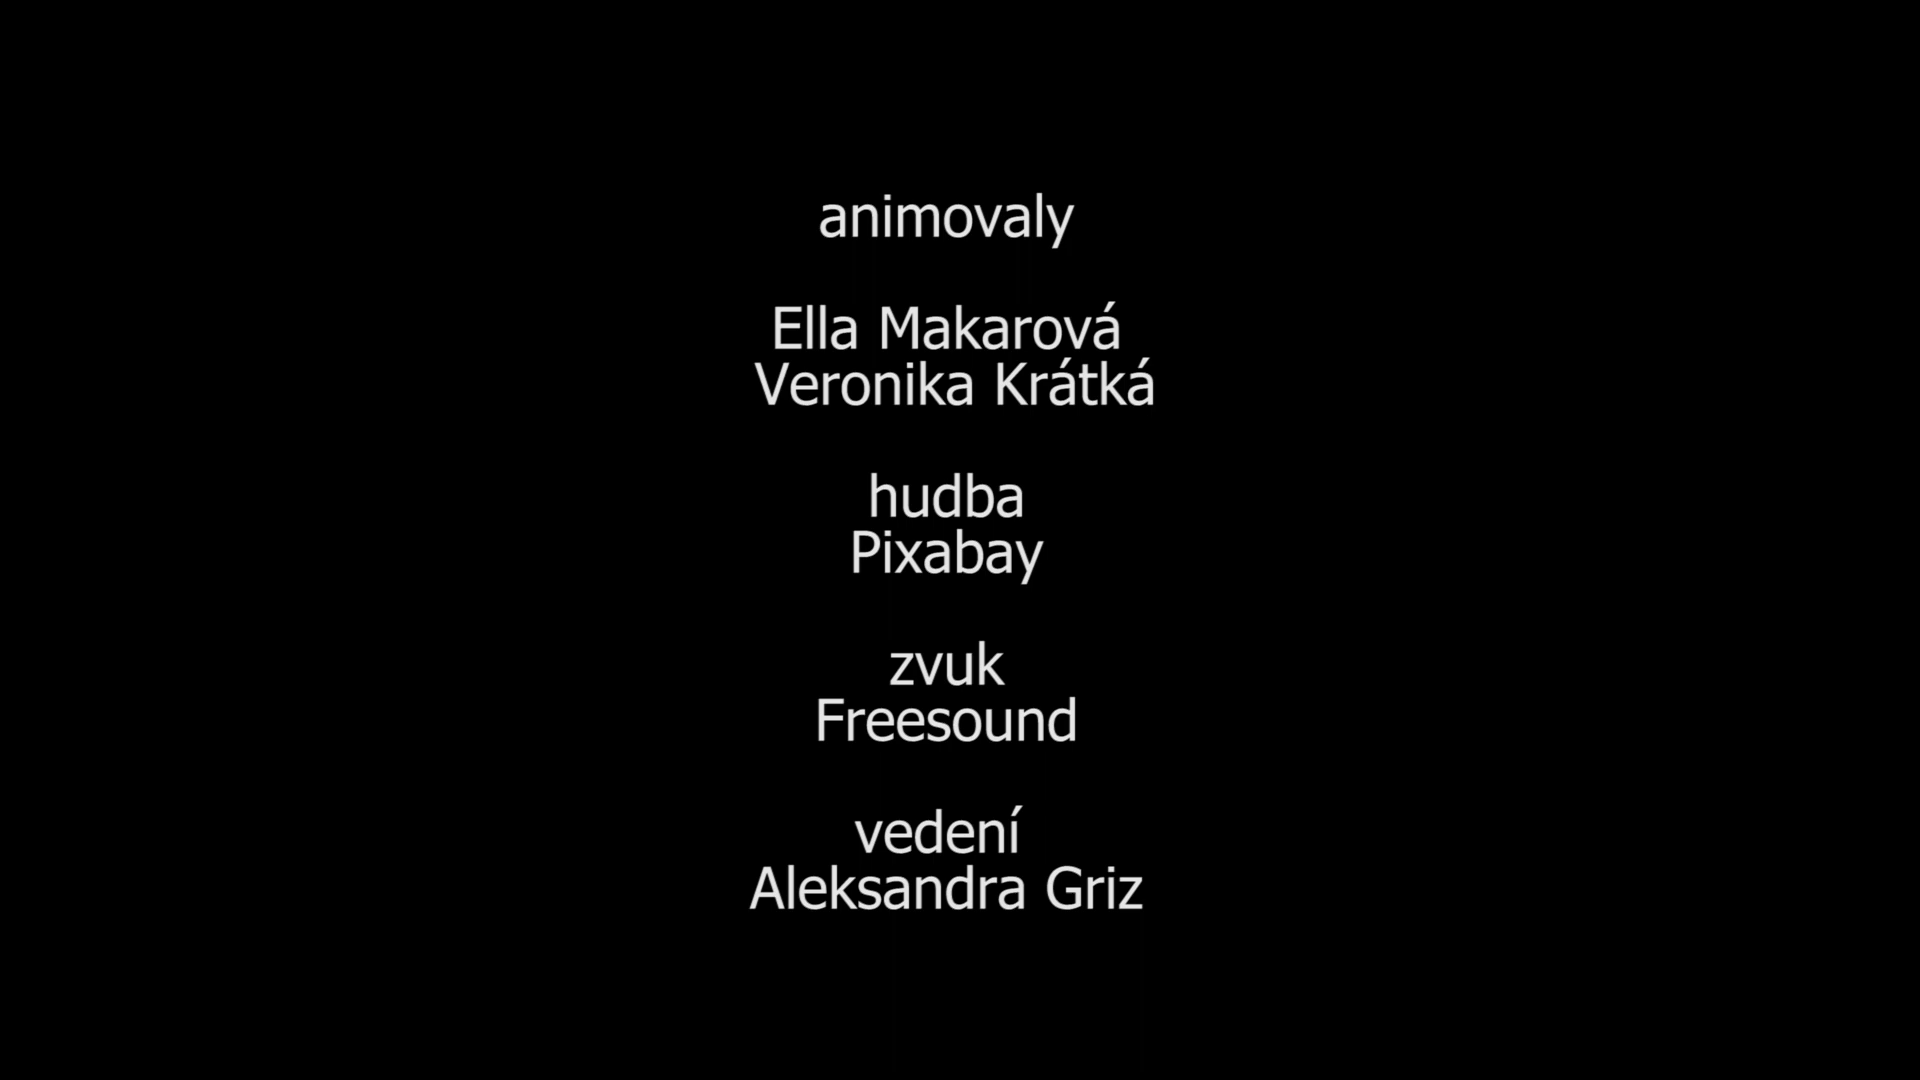 animovaly
Ella Makarová
Veronika Krátká
hudba
Pixabay
zvuk
Freesound
vedení
Aleksandra Griz